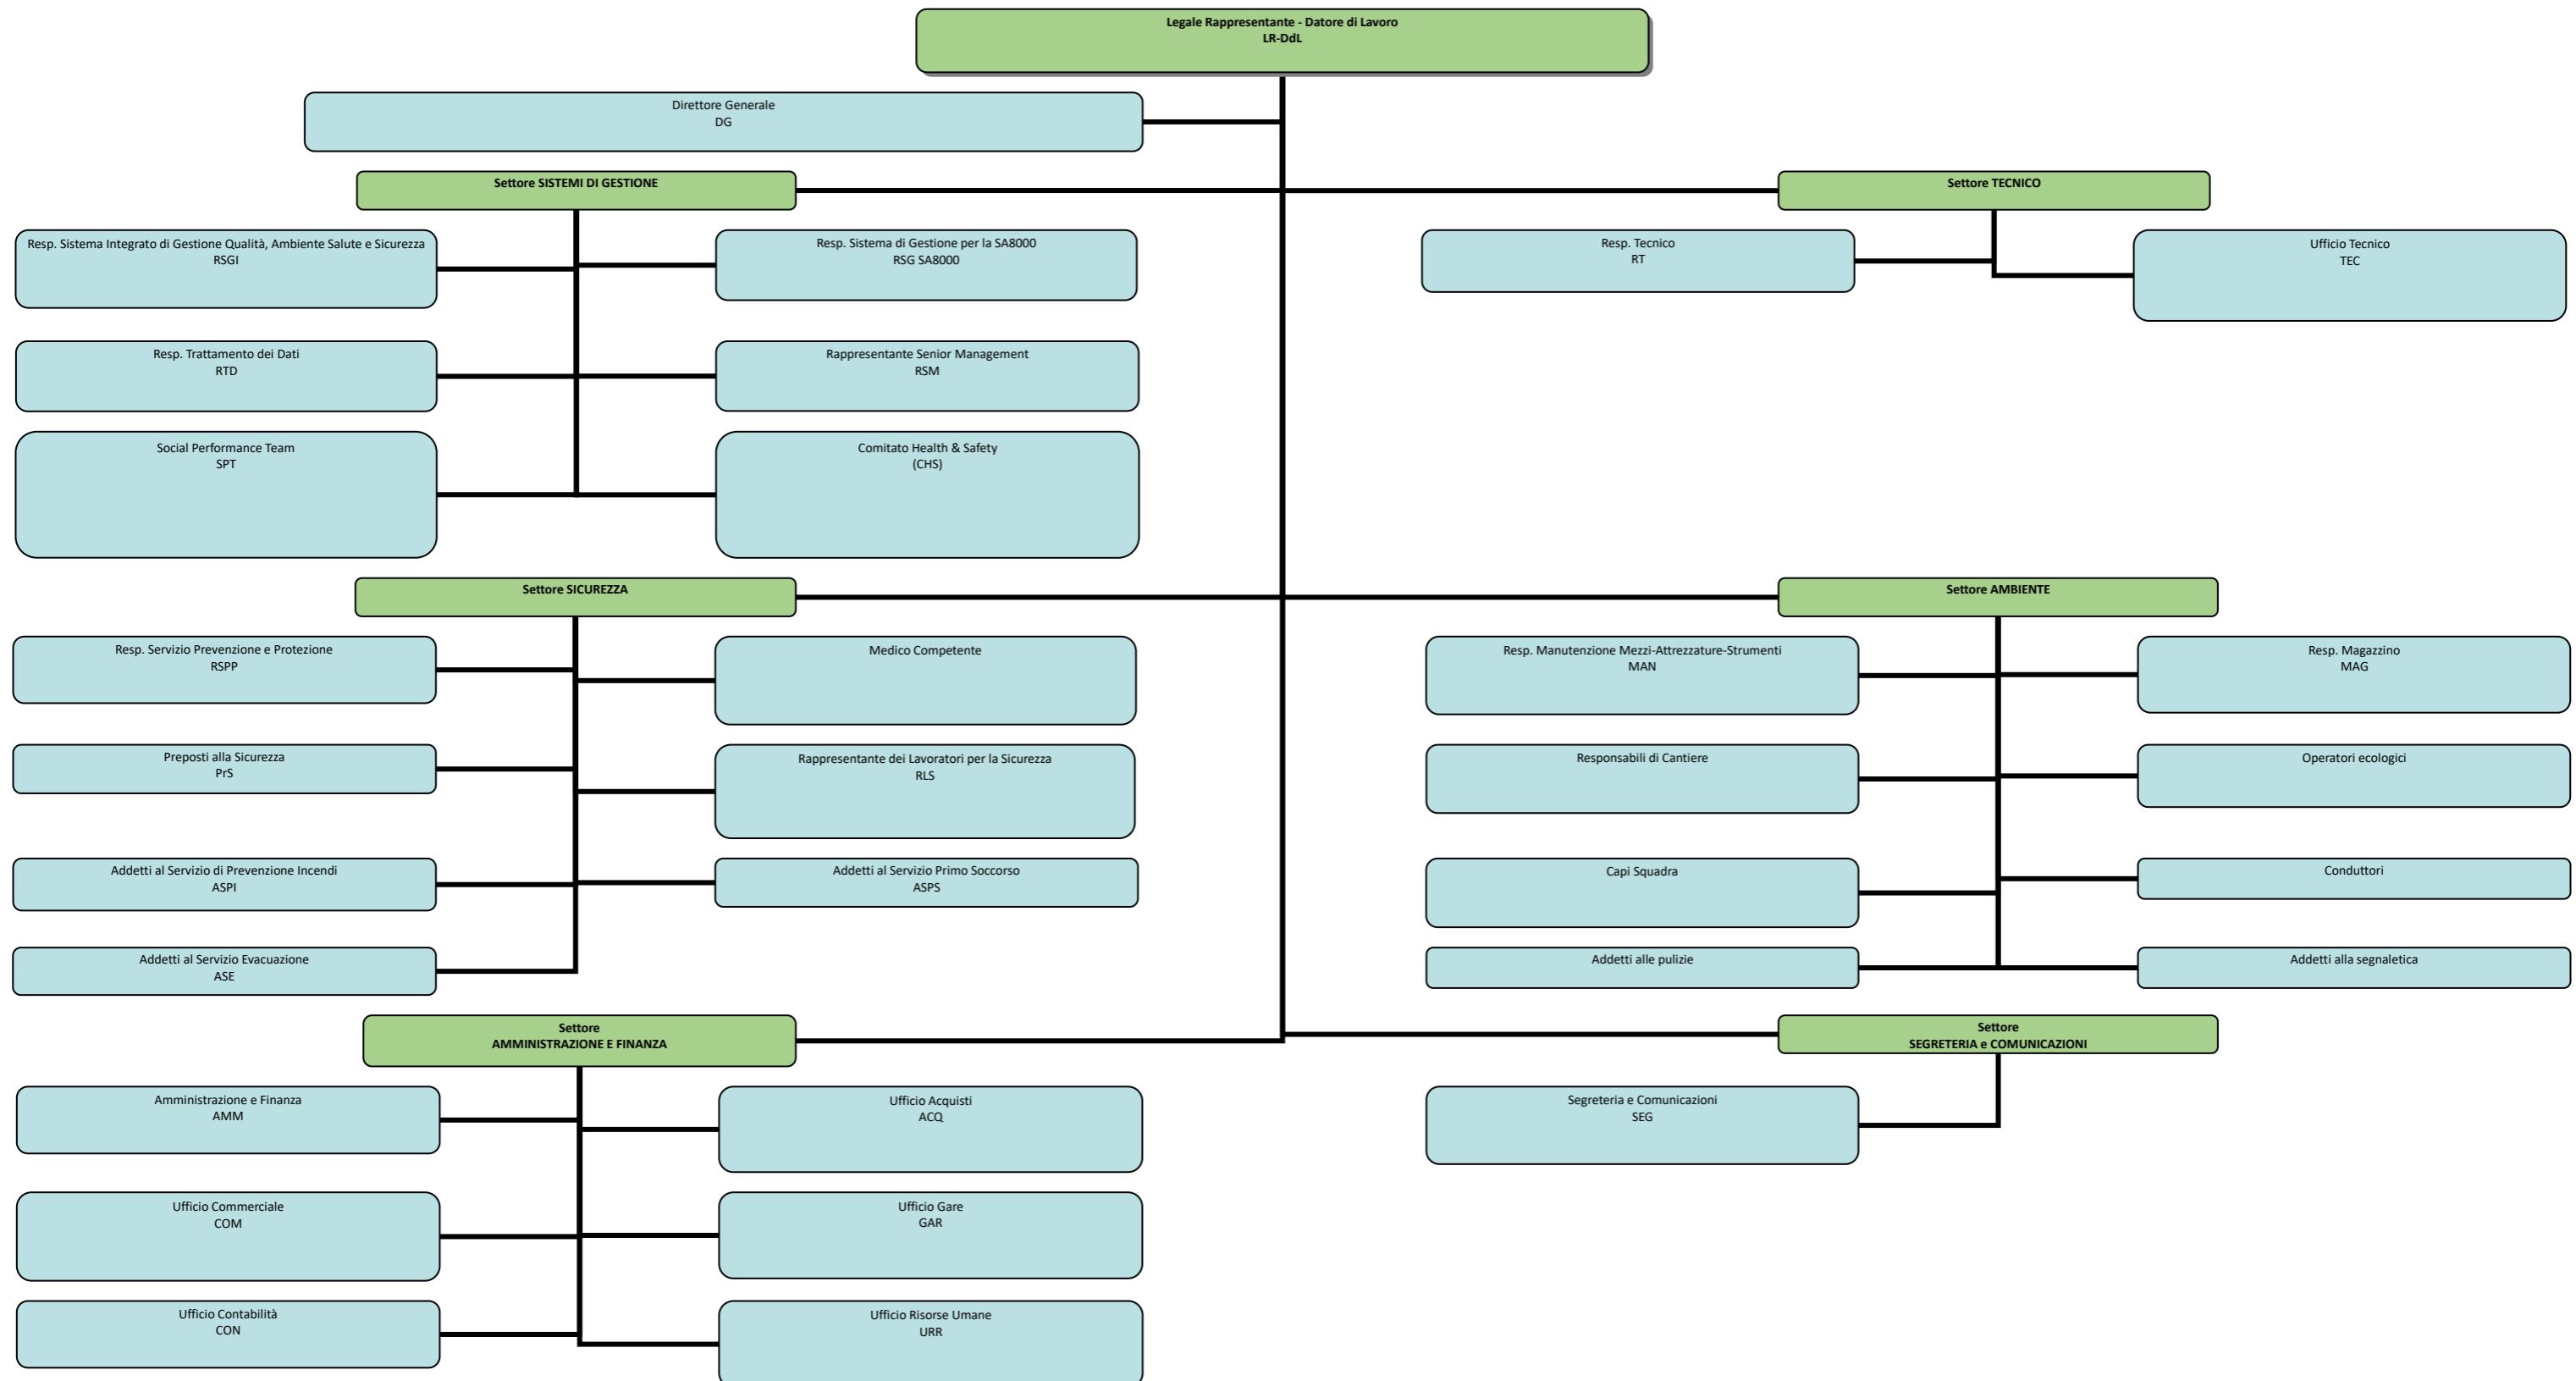 Legale Rappresentante - Datore di Lavoro
LR-DdL
Direttore Generale
DG
Settore SISTEMI DI GESTIONE
Settore TECNICO
Resp. Sistema Integrato di Gestione Qualità, Ambiente Salute e Sicurezza
RSGI
Resp. Sistema di Gestione per la SA8000
RSG SA8000
Resp. Tecnico
RT
Ufficio Tecnico
TEC
Resp. Trattamento dei Dati
RTD
Rappresentante Senior Management
RSM
Social Performance Team
SPT
Comitato Health & Safety
(CHS)
Settore SICUREZZA
Settore AMBIENTE
Resp. Servizio Prevenzione e Protezione
RSPP
Medico Competente
Resp. Manutenzione Mezzi-Attrezzature-Strumenti
MAN
Resp. Magazzino
MAG
Preposti alla Sicurezza
PrS
Rappresentante dei Lavoratori per la Sicurezza
RLS
Responsabili di Cantiere
Operatori ecologici
Addetti al Servizio di Prevenzione Incendi
ASPI
Addetti al Servizio Primo Soccorso
ASPS
Capi Squadra
Conduttori
Addetti al Servizio Evacuazione
ASE
Addetti alle pulizie
Addetti alla segnaletica
Settore
AMMINISTRAZIONE E FINANZA
Settore
SEGRETERIA e COMUNICAZIONI
Amministrazione e Finanza
AMM
Ufficio Acquisti
ACQ
Segreteria e Comunicazioni
SEG
Ufficio Commerciale
COM
Ufficio Gare
GAR
Ufficio Contabilità
CON
Ufficio Risorse Umane
URR